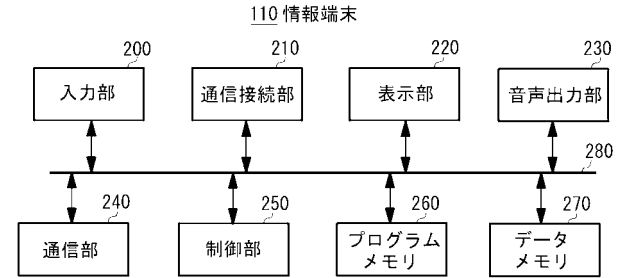 110 情報端末
200
210
220
230
入力部
通信接続部
表示部
音声出力部
280
240
250
260
270
通信部
制御部
プログラム
メモリ
データ
メモリ